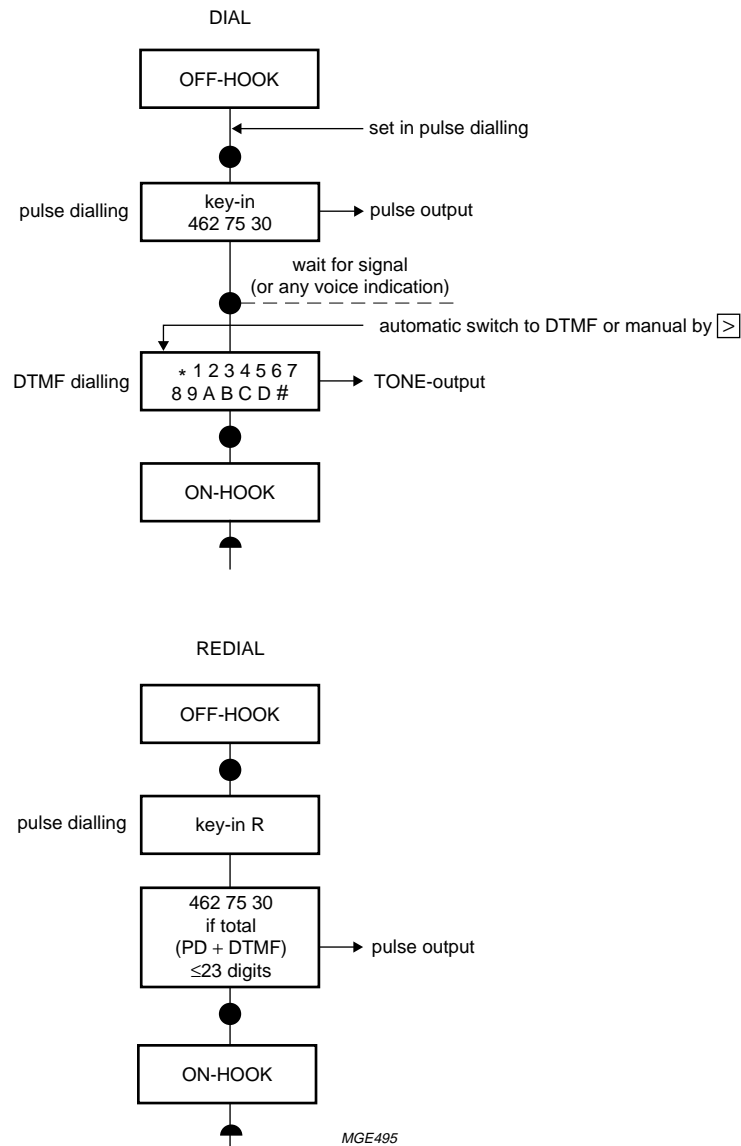 DIAL
OFF-HOOK
set in pulse dialling
pulse dialling
key-in
462 75 30
pulse output
wait for signal
(or any voice indication)
automatic switch to DTMF or manual by >
DTMF dialling
* 1 2 3 4 5 6 7
8 9 A B C D #
TONE-output
ON-HOOK
REDIAL
OFF-HOOK
pulse dialling
key-in R
462 75 30
if total
(PD + DTMF)
≤23 digits
pulse output
ON-HOOK
MGE495